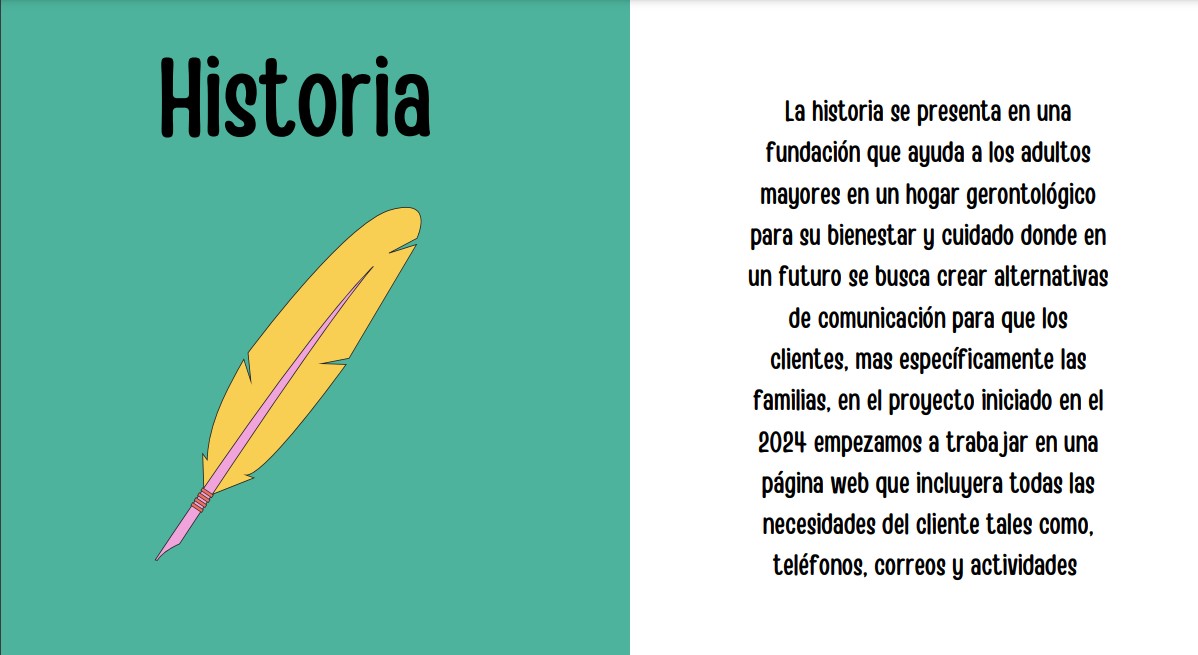 Historia
La historia se presenta en una
fundación que ayuda a los adultos
mayores en un hogar gerontológico
para su bienestar y cuidado donde en
un futuro se busca crear alternativas
de comunicación para que los
clientes, mas específicamente las
familias, en el proyecto iniciado en el
2024 empezamos a trabajar en una
página web que incluyera todas las
necesidades del cliente tales como,
teléfonos, correos y actividades